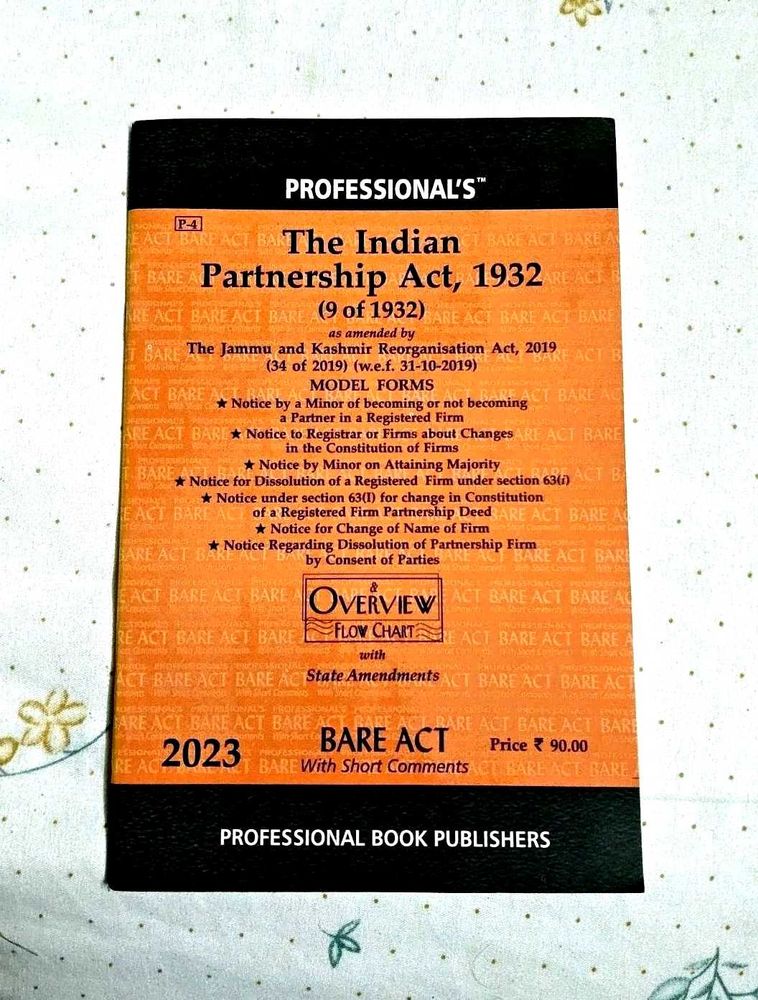 PROFESSIONAL'S™
P-4
The Indian
Partnership Act, 1932
(9 of 1932)
as amended by
The Jammu and Kashmir Reorganisation Act, 2019
(34 of 2019) (w.e.f. 31-10-2019)
MODEL FORMS
★ Notice by a Minor of becoming or not becoming
a Partner in a Registered Firm
★ Notice to Registrar or Firms about Changes
in the Constitution of Firms
★ Notice by Minor on Attaining Majority
★ Notice for Dissolution of a Registered Firm under section 63(i)
★ Notice under section 63(I) for change in Constitution
of a Registered Firm Partnership Deed
★ Notice for Change of Name of Firm
★ Notice Regarding Dissolution of Partnership Firm
by Consent of Parties
&
OVERVIEW
FLOW CHART
with
State Amendments
2023
BARE ACT
With Short Comments
Price ₹ 90.00
PROFESSIONAL BOOK PUBLISHERS